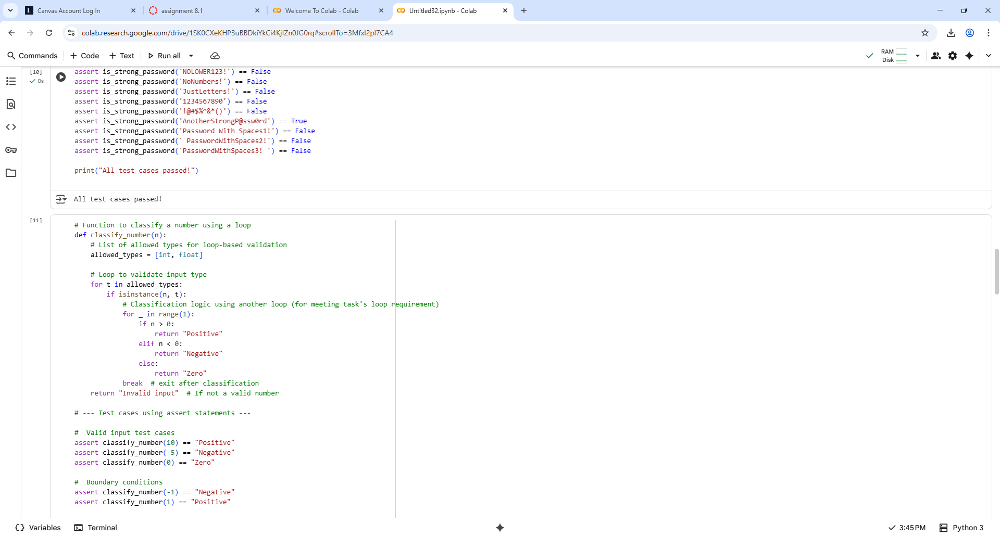 Canvas Account Log In
assignment 8.1
Welcome To Colab - Colab
Untitled32.ipynb - Colab
colab.research.google.com/drive/1SK0CXeKHP3uBBDkiYkCi4KjIZn0JG0rq#scrollTo=3MfxI2pI7CA4
Commands + Code + Text Run all
RAM
Disk
[10]
0s
assert is_strong_password('NOLOWER123!') == False
assert is_strong_password('NoNumbers!') == False
assert is_strong_password('JustLetters!') == False
assert is_strong_password('1234567890') == False
assert is_strong_password('!@#$%^&*()') == False
assert is_strong_password('AnotherStrongP@ssw0rd') == True
assert is_strong_password('Password With Spaces1!') == False
assert is_strong_password(' PasswordWithSpaces2!') == False
assert is_strong_password('PasswordWithSpaces3! ') == False
print("All test cases passed!")
All test cases passed!
[11]
# Function to classify a number using a loop
def classify_number(n):
    # List of allowed types for loop-based validation
    allowed_types = [int, float]
    # Loop to validate input type
    for t in allowed_types:
        if isinstance(n, t):
            # Classification logic using another loop (for meeting task's loop requirement)
            for _ in range(1):
                if n > 0:
                    return "Positive"
                elif n < 0:
                    return "Negative"
                else:
                    return "Zero"
            break  # exit after classification
    return "Invalid input"  # If not a valid number
# --- Test cases using assert statements ---
#  Valid input test cases
assert classify_number(10) == "Positive"
assert classify_number(-5) == "Negative"
assert classify_number(0) == "Zero"
#  Boundary conditions
assert classify_number(-1) == "Negative"
assert classify_number(1) == "Positive"
{} Variables Terminal
3:45 PM Python 3